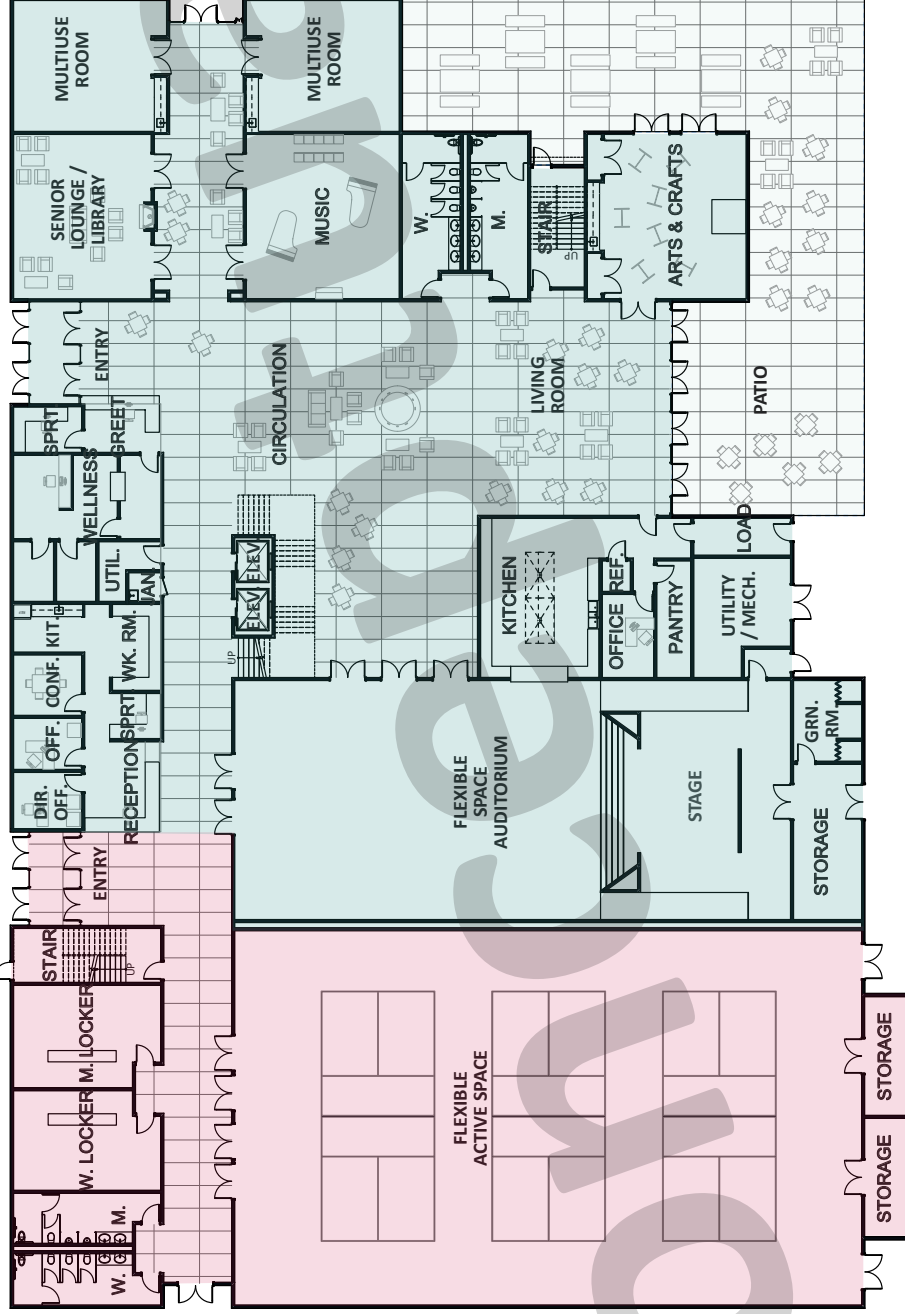 MULTIUSE
ROOM
MULTIUSE
ROOM
SENIOR
LOUNGE /
LIBRARY
MUSIC
W.
M.
STAIR
UP
ARTS & CRAFTS
ENTRY
CIRCULATION
LIVING
ROOM
PATIO
SPRT
GREET
WELLNESS
UTIL.
JAN.
ELEV
ELEV
UP
KITCHEN
REF.
OFFICE
PANTRY
LOAD
UTILITY
/ MECH.
KIT.
WK. RM.
CONF.
SPRT.
OFF.
DIR.
OFF.
RECEPTION
FLEXIBLE
SPACE
AUDITORIUM
STAGE
GRN.
RM.
STORAGE
ENTRY
STAIR
UP
M. LOCKER
W. LOCKER
M.
W.
FLEXIBLE
ACTIVE SPACE
STORAGE
STORAGE